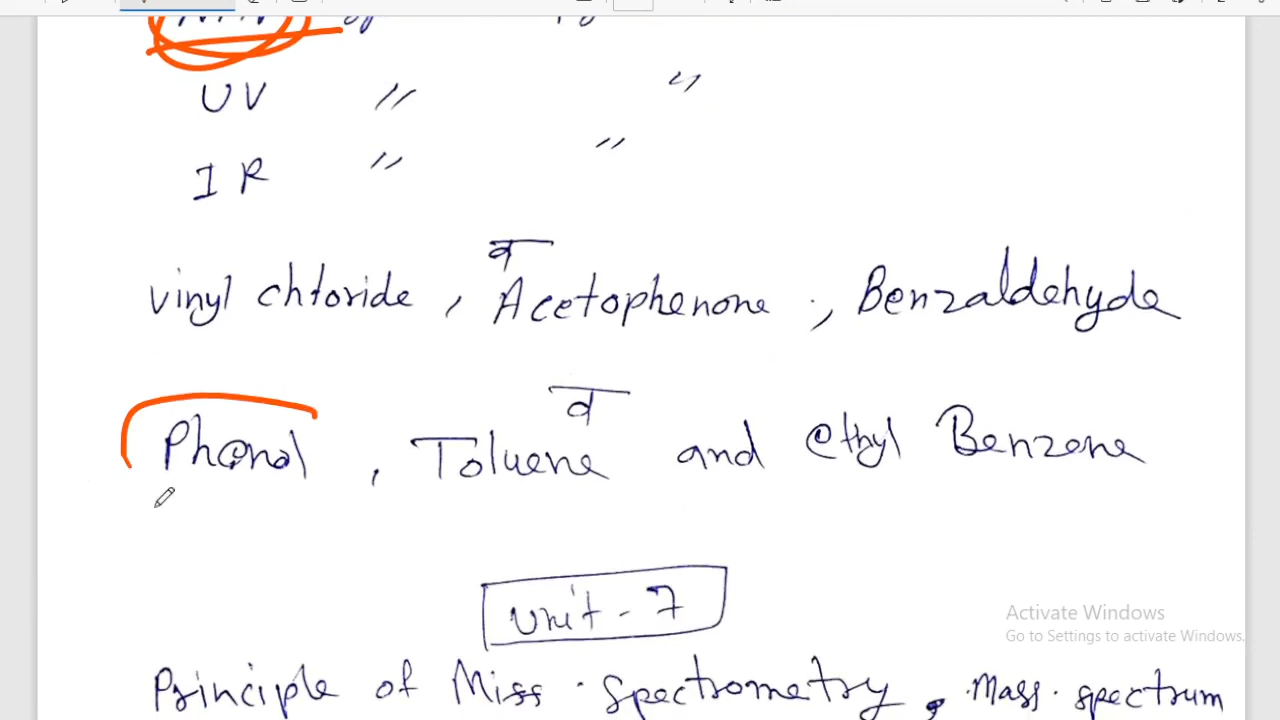 UV " "
IR " "
व
vinyl chloride, Acetophenone, Benzaldehyde
व
Phenol, Toluene and ethyl Benzene
Unit - 7
Activate Windows
Go to Settings to activate Windows.
Principle of Miss. spectrometry, Mass. spectrum